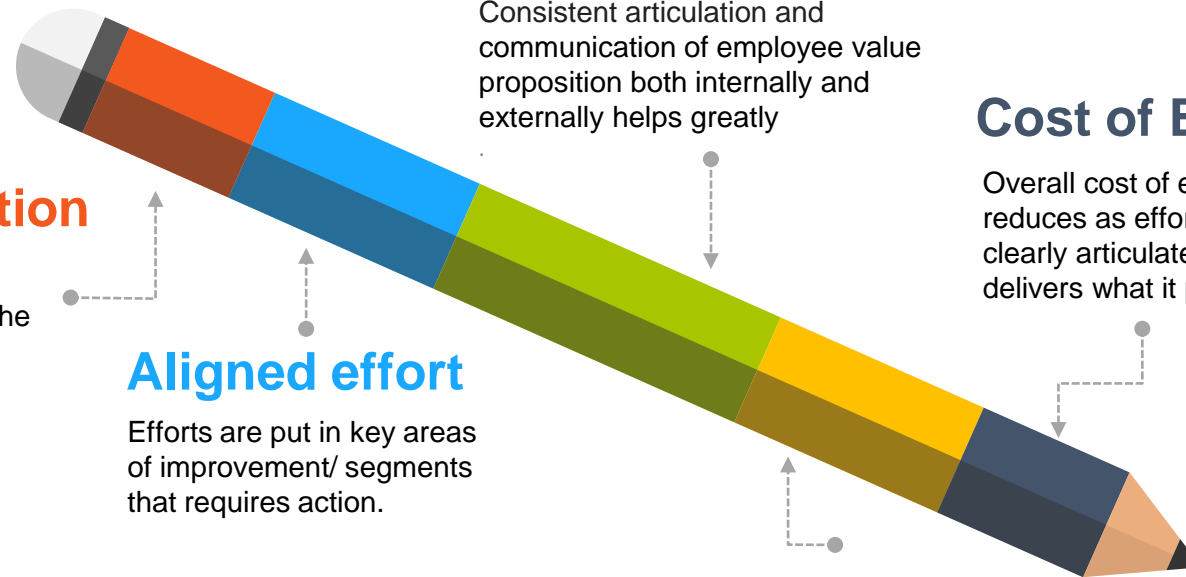 Consistent articulation and
communication of employee value
proposition both internally and
externally helps greatly
.
Cost of E
Overall cost of e
reduces as effor
clearly articulate
delivers what it
tion
he
Aligned effort
Efforts are put in key areas
of improvement/ segments
that requires action.